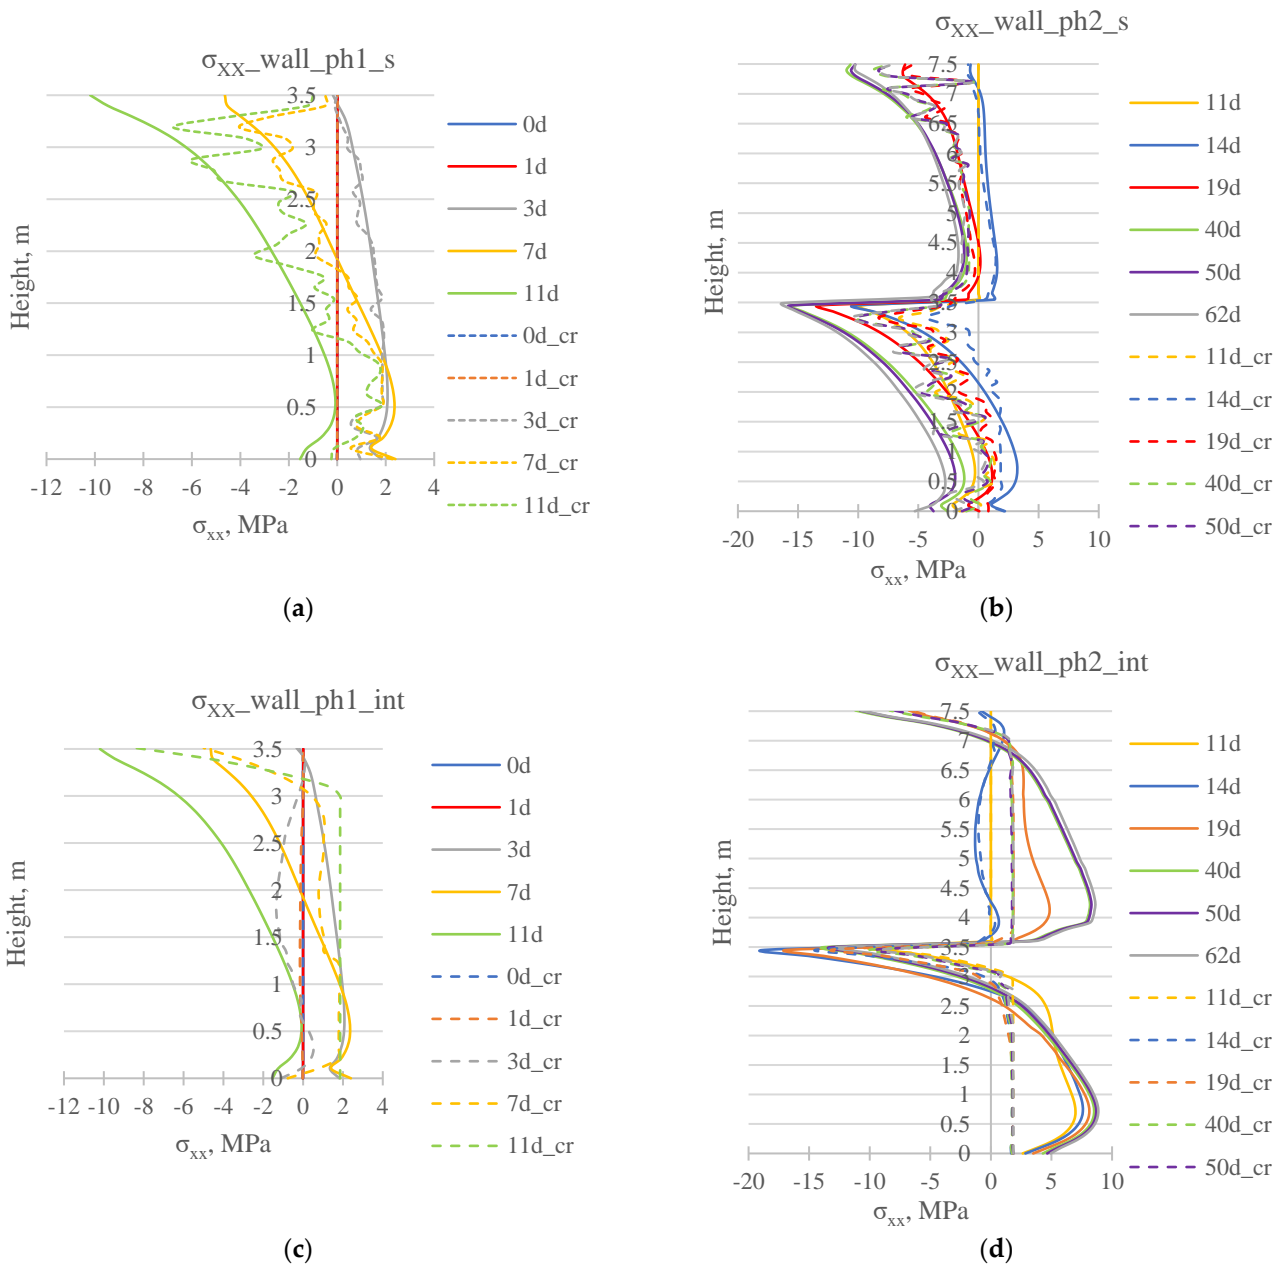 σXX_wall_ph1_s
3.5
3
2.5
2
1.5
1
0.5
0
Height, m
-12 -10 -8 -6 -4 -2 0 2 4
σxx, MPa
0d
1d
3d
7d
11d
0d_cr
1d_cr
3d_cr
7d_cr
11d_cr
(a)
σXX_wall_ph2_s
7.5
7
6.5
6
5.5
5
4.5
4
3.5
3
2.5
2
1.5
1
0.5
0
Height, m
-20 -15 -10 -5 0 5 10
σxx, MPa
11d
14d
19d
40d
50d
62d
11d_cr
14d_cr
19d_cr
40d_cr
50d_cr
(b)
σXX_wall_ph1_int
3.5
3
2.5
2
1.5
1
0.5
0
Height, m
-12 -10 -8 -6 -4 -2 0 2 4
σxx, MPa
0d
1d
3d
7d
11d
0d_cr
1d_cr
3d_cr
7d_cr
11d_cr
(c)
σXX_wall_ph2_int
7.5
7
6.5
6
5.5
5
4.5
4
3.5
3
2.5
2
1.5
1
0.5
0
Height, m
-20 -15 -10 -5 0 5 10
σxx, MPa
11d
14d
19d
40d
50d
62d
11d_cr
14d_cr
19d_cr
40d_cr
50d_cr
(d)